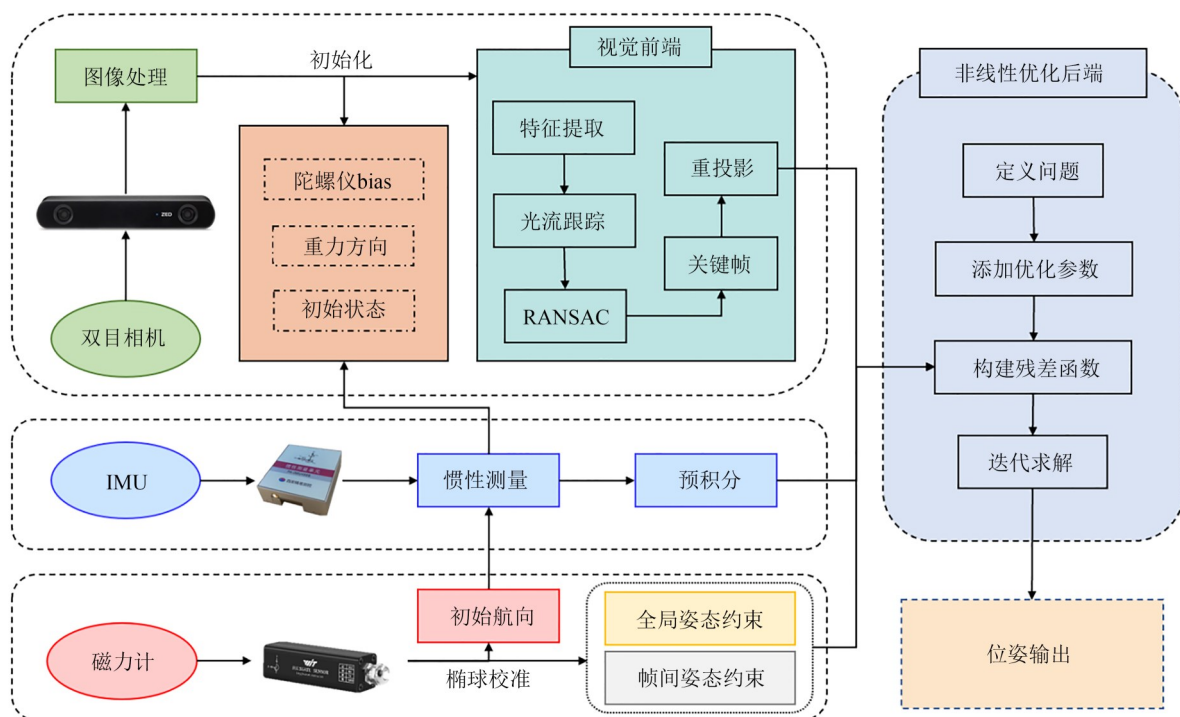 图像处理
初始化
视觉前端
非线性优化后端
陀螺仪bias
重力方向
初始状态
特征提取
光流跟踪
RANSAC
重投影
关键帧
ZED
双目相机
定义问题
添加优化参数
构建残差函数
迭代求解
IMU
惯性测量
预积分
磁力计
初始航向
椭球校准
全局姿态约束
帧间姿态约束
位姿输出